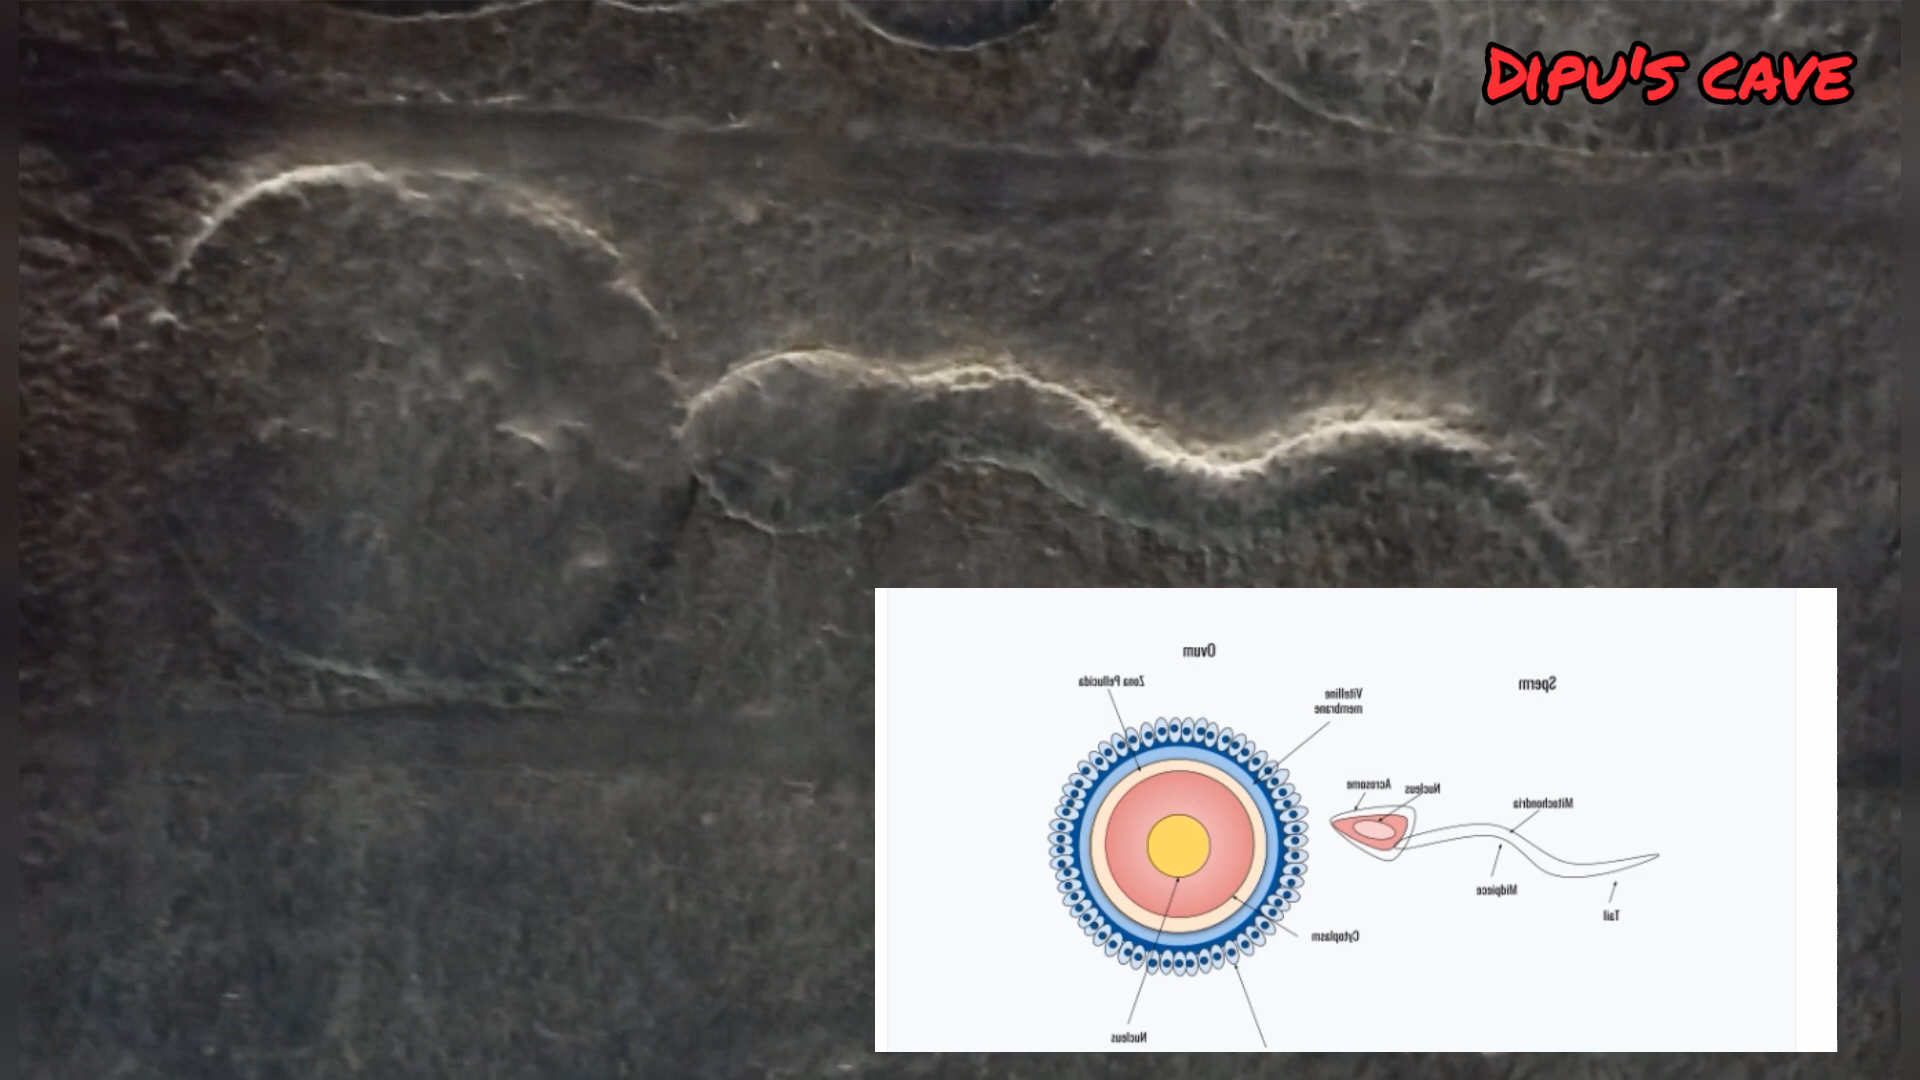 DIPU'S CAVE
Ovum
Sperm
Zona Pellucida
Vitelline
membrane
Acrosome
Nucleus
Mitochondria
Midpiece
Tail
Cytoplasm
Nucleus